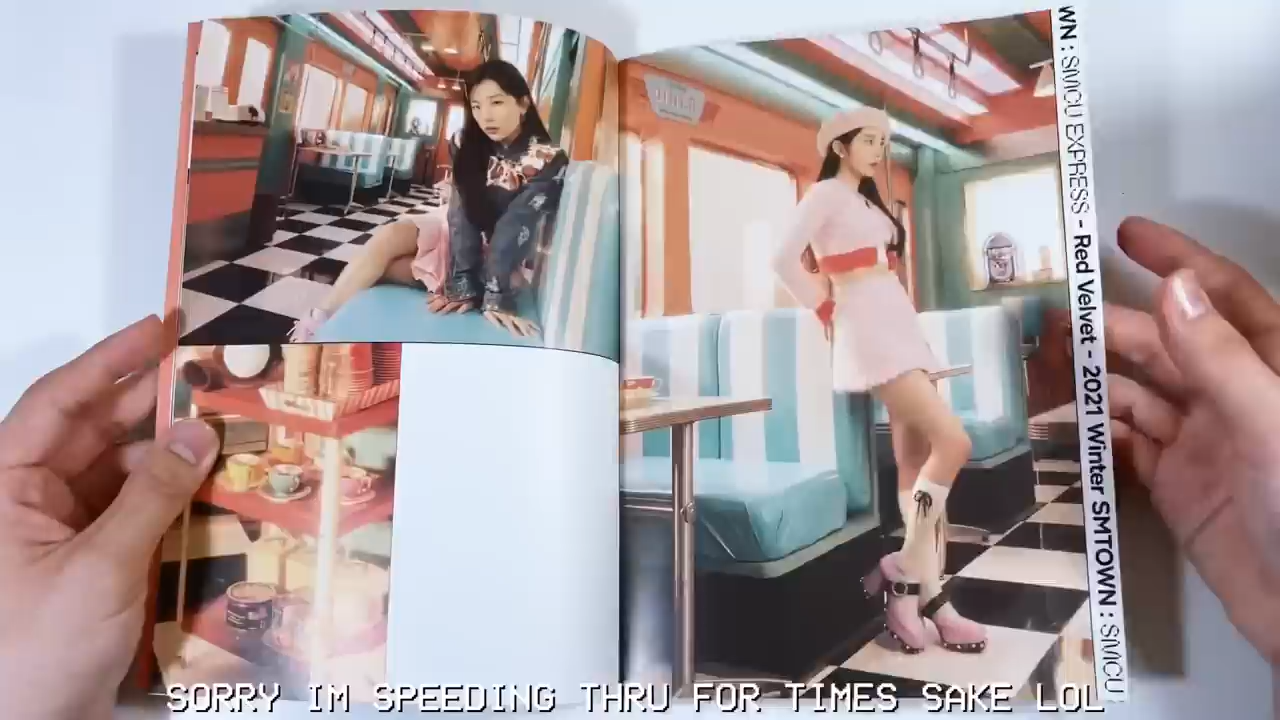 WN : SMCU EXPRESS - Red Velvet - 2021 Winter SMTOWN : SMCU
SORRY IM SPEEDING THRU FOR TIMES SAKE LOL